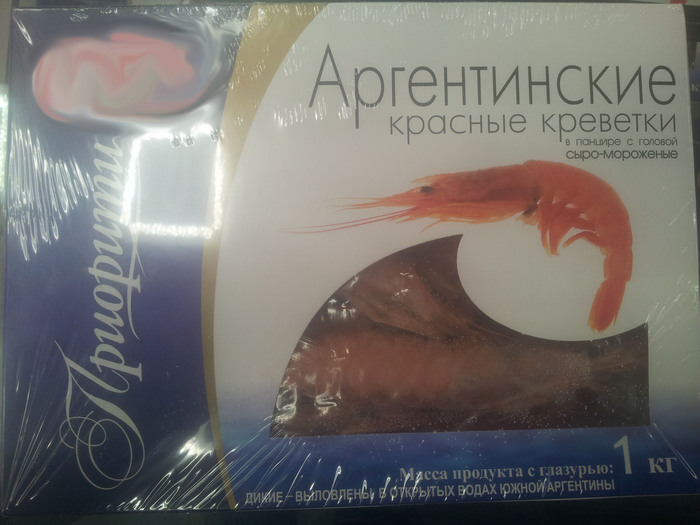 Приорити
Аргентинские
красные креветки
в панцире с головой
сыро-мороженые
Масса продукта с глазурью: 1 кг
ДИКИЕ – ВЫЛОВЛЕНЫ В ОТКРЫТЫХ ВОДАХ ЮЖНОЙ АРГЕНТИНЫ